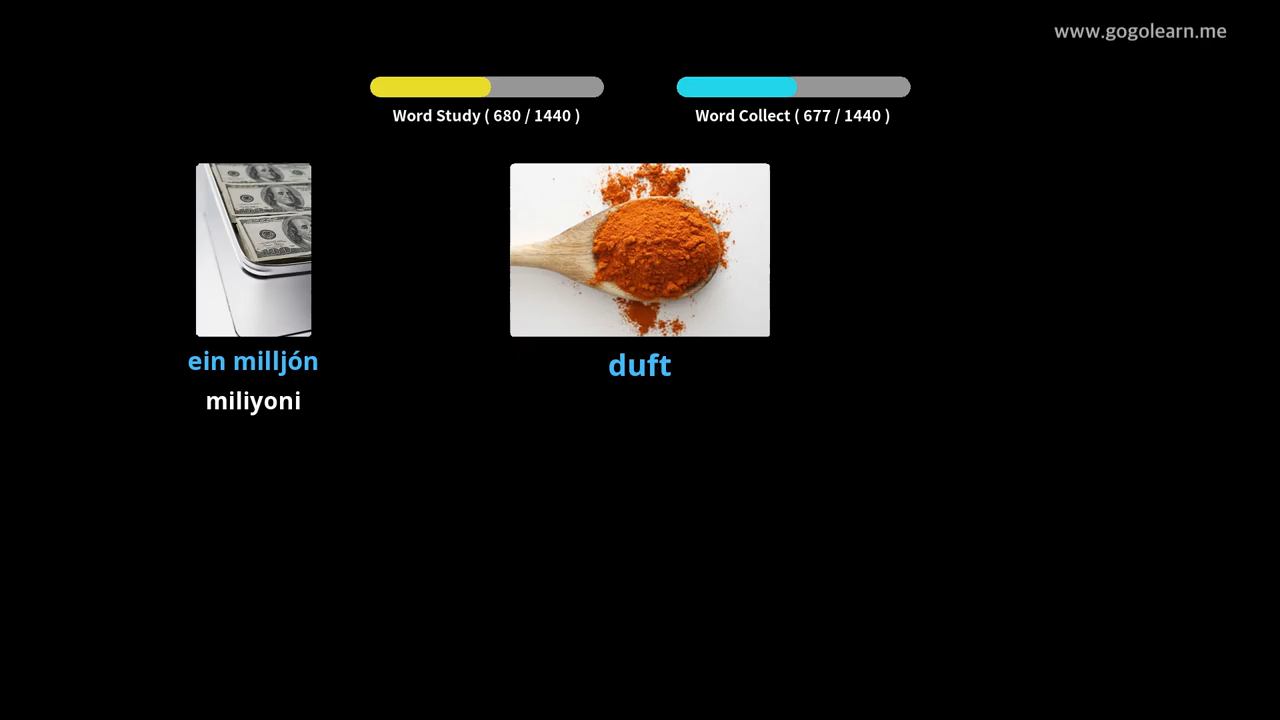 www.gogolearn.me
Word Study ( 680 / 1440 )
Word Collect ( 677 / 1440 )
ein milljón
miliyoni
duft